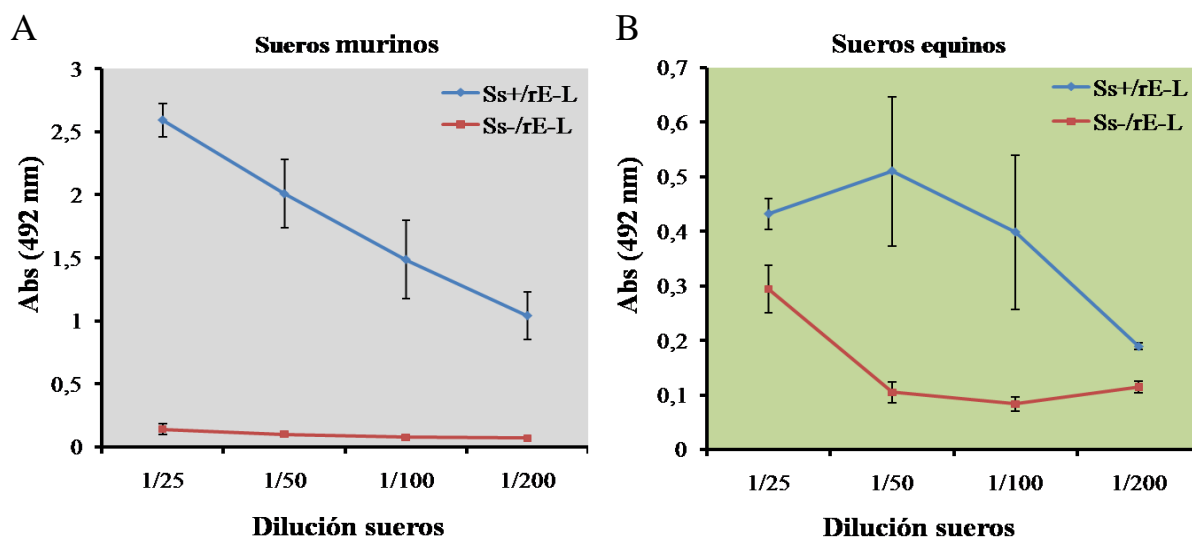 A
Sueros murinos
Abs (492 nm)
3
2,5
2
1,5
1
0,5
0
Ss+/rE-L
Ss-/rE-L
1/25
1/50
1/100
1/200
Dilución sueros
B
Sueros equinos
Abs (492 nm)
0,7
0,6
0,5
0,4
0,3
0,2
0,1
0
Ss+/rE-L
Ss-/rE-L
1/25
1/50
1/100
1/200
Dilución sueros